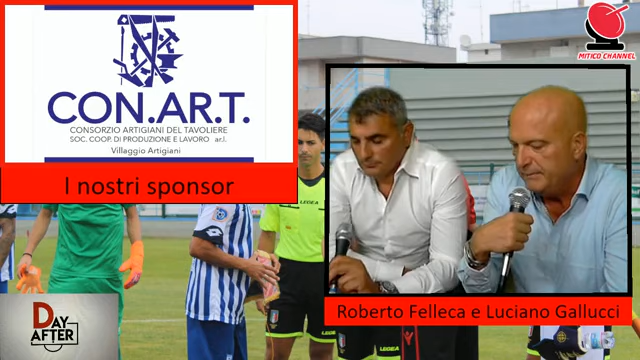 CON.AR.T.
CONSORZIO ARTIGIANI DEL TAVOLIERE
SOC. COOP. DI PRODUZIONE E LAVORO ar.l.
Villaggio Artigiani
I nostri sponsor
MITICO CHANNEL
LEGEA
LEGEA
Roberto Felleca e Luciano Gallucci
DAY
AFTER